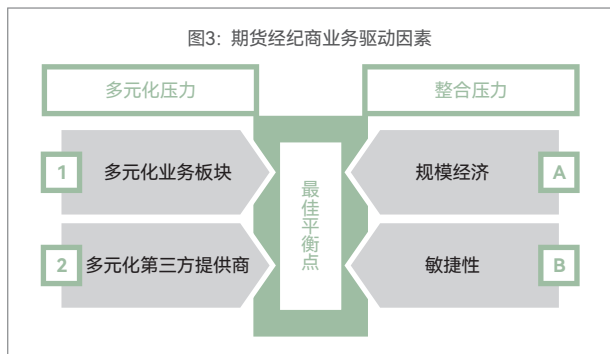 图3: 期货经纪商业务驱动因素
多元化压力
整合压力
1
多元化业务板块
最佳平衡点
规模经济
A
2
多元化第三方提供商
敏捷性
B